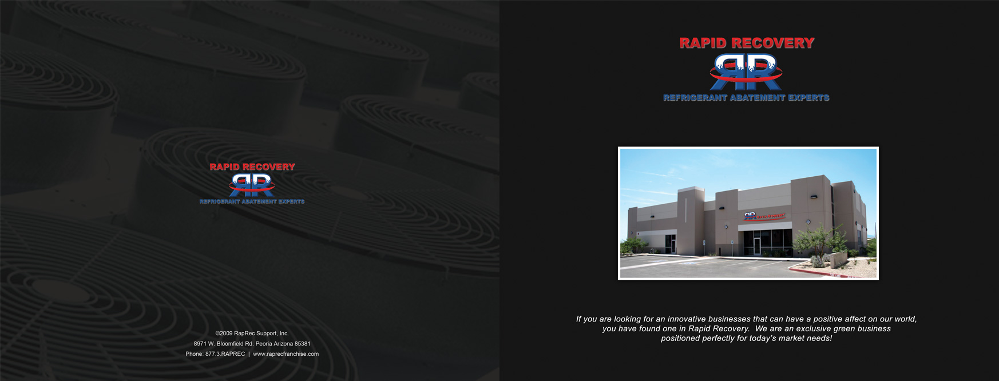 RAPID RECOVERY
RR
REFRIGERANT ABATEMENT EXPERTS
©2009 RapRec Support, Inc.
8971 W. Bloomfield Rd. Peoria Arizona 85381
Phone: 877.3.RAPREC | www.raprecfranchise.com
RAPID RECOVERY
RR
REFRIGERANT ABATEMENT EXPERTS
RR Rapid Recovery
If you are looking for an innovative businesses that can have a positive affect on our world,
you have found one in Rapid Recovery. We are an exclusive green business
positioned perfectly for today's market needs!